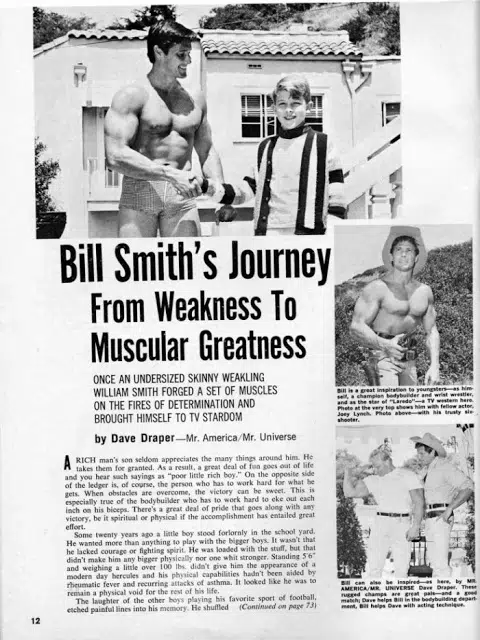 Bill Smith's Journey
From Weakness To
Muscular Greatness
ONCE AN UNDERSIZED SKINNY WEAKLING
WILLIAM SMITH FORGED A SET OF MUSCLES
ON THE FIRES OF DETERMINATION AND
BROUGHT HIMSELF TO TV STARDOM
by Dave Draper—Mr. America/Mr. Universe
A RICH man's son seldom appreciates the many things around him. He
takes them for granted. As a result, a great deal of fun goes out of life
and you hear such sayings as "poor little rich boy." On the opposite side
of the ledger is, of course, the person who has to work hard for what he
gets. When obstacles are overcome, the victory can be sweet. This is
especially true of the bodybuilder who has to work hard to eke out each
inch on his biceps. There's a great deal of pride that goes along with any
victory, be it spiritual or physical if the accomplishment has entailed great
effort.
Some twenty years ago a little boy stood forlornly in the school yard.
He wanted more than anything to play with the bigger boys. It wasn't that
he lacked courage or fighting spirit. He was loaded with the stuff, but that
didn't make him any bigger physically nor one whit stronger. Standing 5'6"
and weighing a little over 100 lbs. didn't give him the appearance of a
modern day hercules and his physical capabilities hadn't been aided by
rheumatic fever and recurring attacks of asthma. It looked like he was to
remain a physical void for the rest of his life.
The laughter of the other boys playing his favorite sport of football,
etched painful lines into his memory. He shuffled (Continued on page 73)
Bill is a great inspiration to youngsters—as him-
self, a champion bodybuilder and wrist wrestler,
and as the star of "Laredo"—a TV western hero.
Photo at the very top shows him with fellow actor,
Joey Lynch. Photo above—with his trusty six-
shooter.
Bill can also be inspired—as here, by MR.
AMERICA/MR. UNIVERSE Dave Draper. These
rugged champs are great pals—and a good
match; Dave helps Bill in the bodybuilding depart-
ment, Bill helps Dave with acting technique.
12